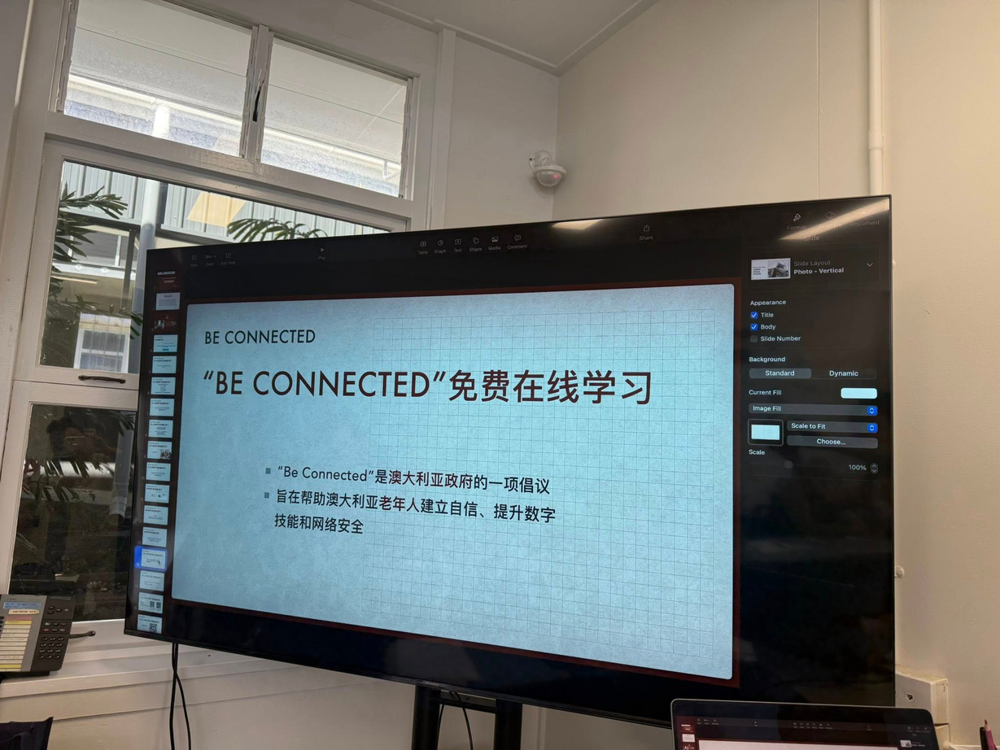 Table
Graph
Text
Shape
Media
Comment
Share
Document
Slide Layout
Photo - Vertical
Appearance
Title
Body
Slide Number
Background
Standard
Dynamic
Current Fill
Image Fill
Scale to Fit
Choose...
Scale
100%
BE CONNECTED
“BE CONNECTED”免费在线学习
“Be Connected”是澳大利亚政府的一项倡议
旨在帮助澳大利亚老年人建立自信、提升数字
技能和网络安全